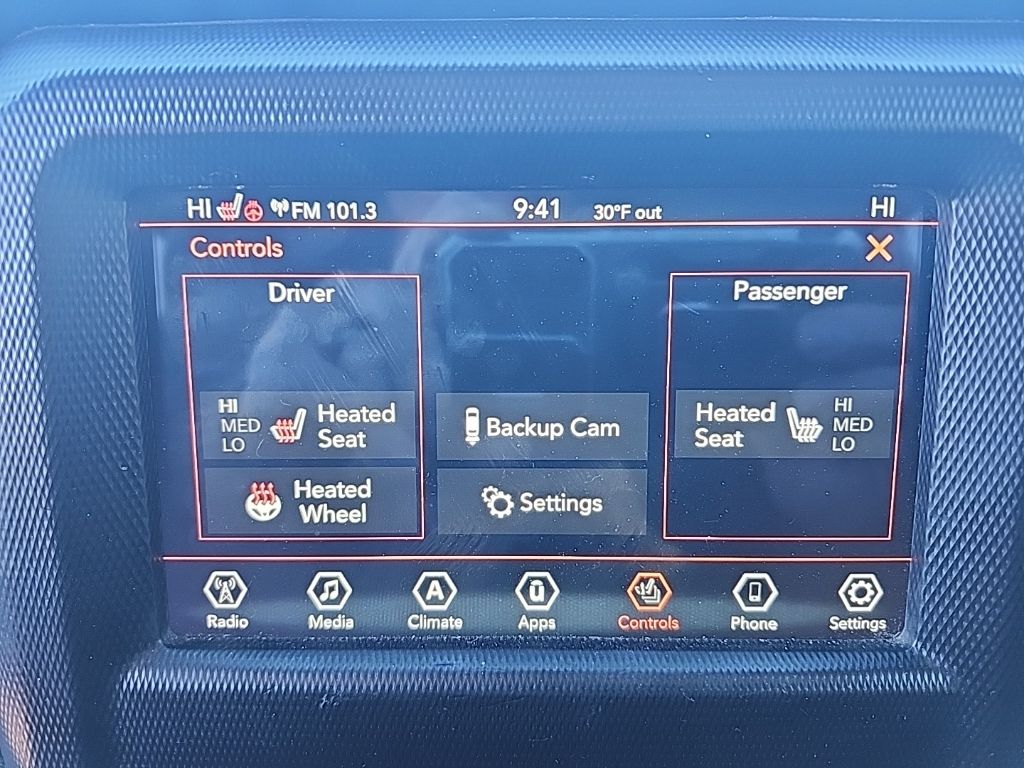 HI FM 101.3 9:41 30°F out HI
Controls
Driver
Passenger
HI
MED
LO
Heated
Seat
Backup Cam
Heated
Seat
HI
MED
LO
Heated
Wheel
Settings
Radio
Media
A
Climate
u
Apps
Controls
Phone
Settings